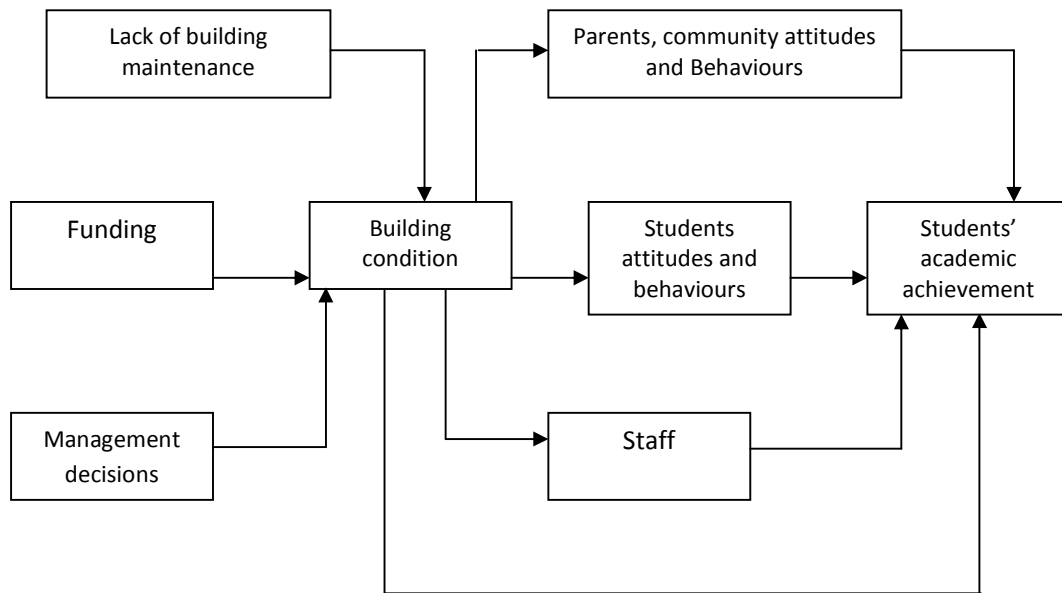 Lack of building
maintenance
Parents, community attitudes
and Behaviours
Funding
Building
condition
Students
attitudes and
behaviours
Students’
academic
achievement
Management
decisions
Staff